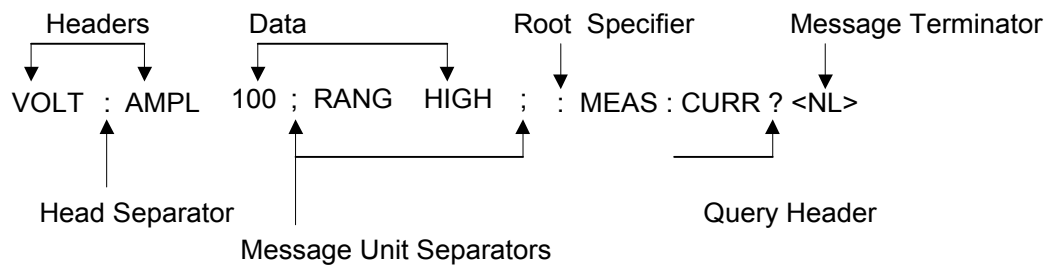 Headers Data Root Specifier Message Terminator
VOLT : AMPL 100 ; RANG HIGH ; : MEAS : CURR ? <NL>
Head Separator Query Header
Message Unit Separators